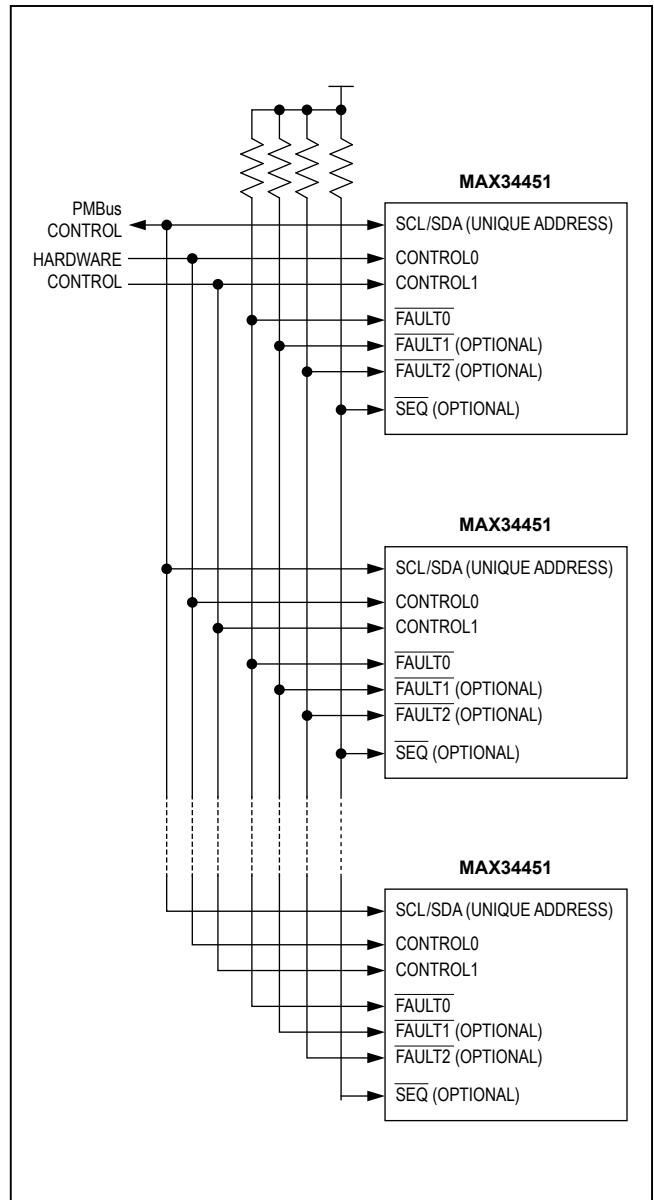 MAX34451
PMBus
CONTROL
HARDWARE
CONTROL
SCL/SDA (UNIQUE ADDRESS)
CONTROL0
CONTROL1
FAULT0
FAULT1 (OPTIONAL)
FAULT2 (OPTIONAL)
SEQ (OPTIONAL)
MAX34451
SCL/SDA (UNIQUE ADDRESS)
CONTROL0
CONTROL1
FAULT0
FAULT1 (OPTIONAL)
FAULT2 (OPTIONAL)
SEQ (OPTIONAL)
MAX34451
SCL/SDA (UNIQUE ADDRESS)
CONTROL0
CONTROL1
FAULT0
FAULT1 (OPTIONAL)
FAULT2 (OPTIONAL)
SEQ (OPTIONAL)